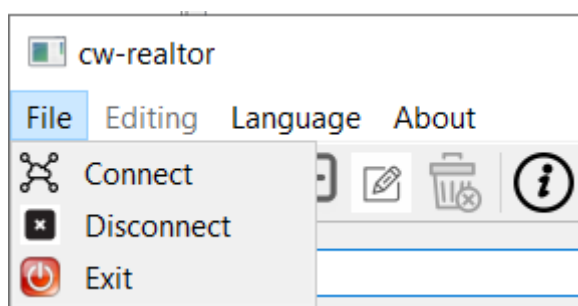 cw-realtor
File Editing Language About
Connect
Disconnect
Exit